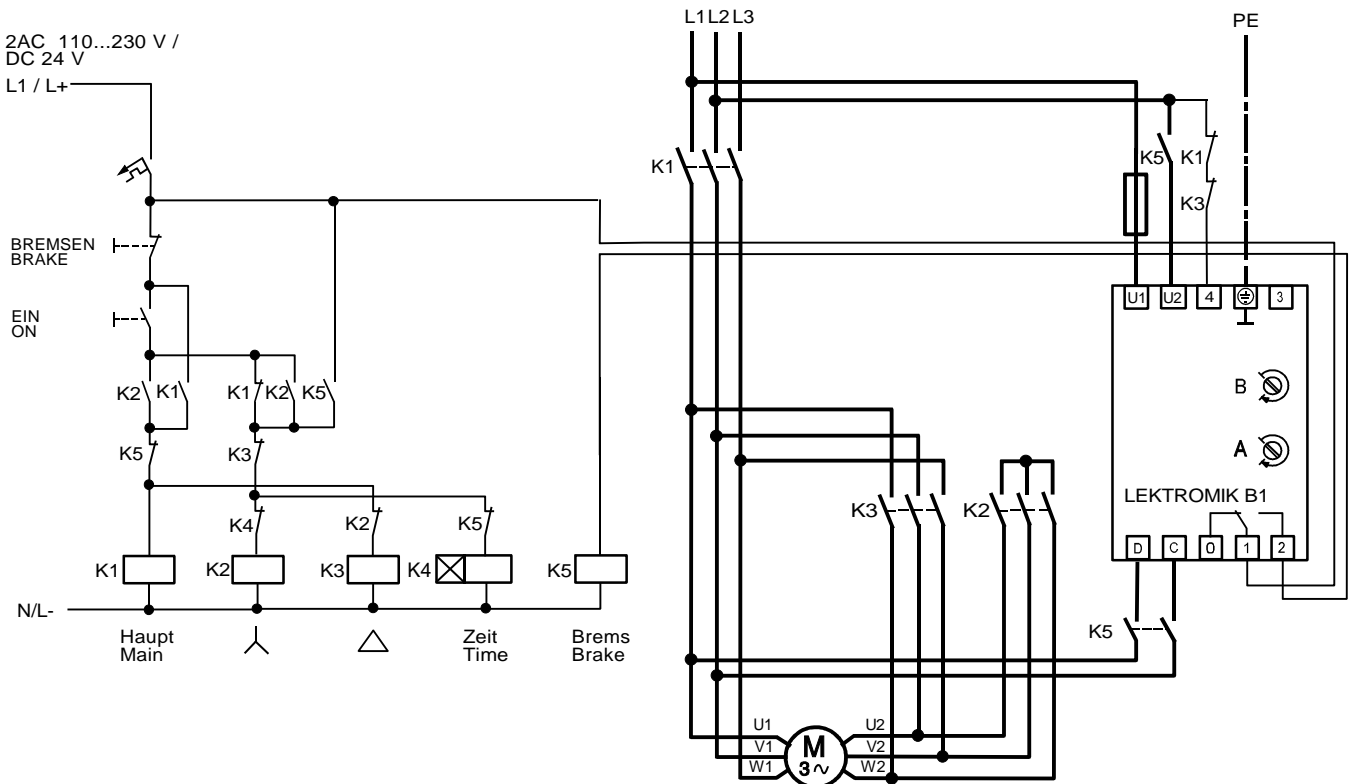 2AC 110...230 V /
DC 24 V
L1 / L+
BREMSEN
BRAKE
EIN
ON
K2
K1
K1
K2
K5
K5
K3
K4
K2
K5
K1
K2
K3
K4
K5
N/L-
Haupt
Main
Zeit
Time
Brems
Brake
L1 L2 L3
PE
K1
K5
K1
K3
U1
U2
4
3
B
A
LEKTROMIK B1
K3
K2
D
C
0
1
2
K5
U1
V1
W1
M
3~
U2
V2
W2